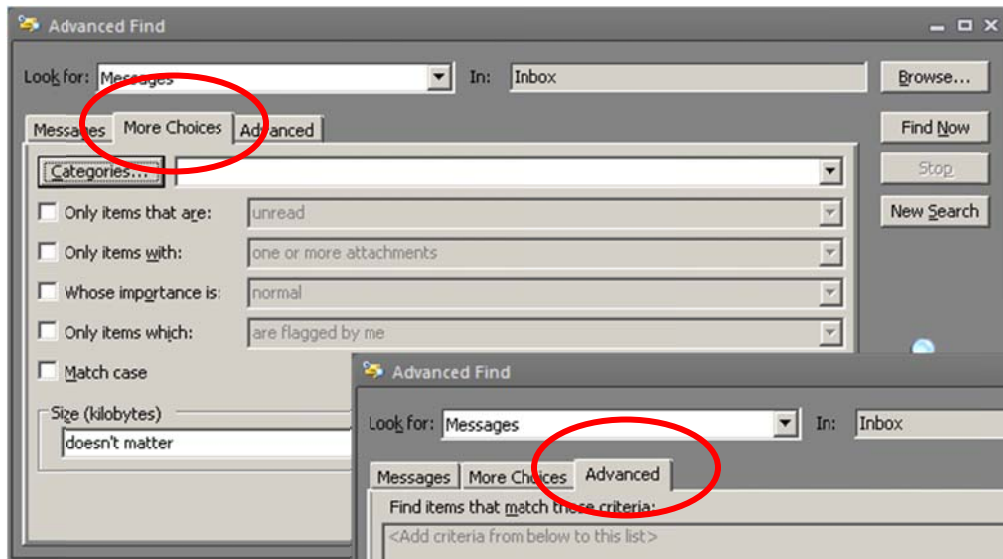 Advanced Find
Look for: Messages In: Inbox Browse...
Messages More Choices Advanced Find Now
Categories... Stop
Only items that are: unread New Search
Only items with: one or more attachments
Whose importance is: normal
Only items which: are flagged by me
Match case
Size (kilobytes)
doesn't matter
Advanced Find
Look for: Messages In: Inbox
Messages More Choices Advanced
Find items that match these criteria:
<Add criteria from below to this list>